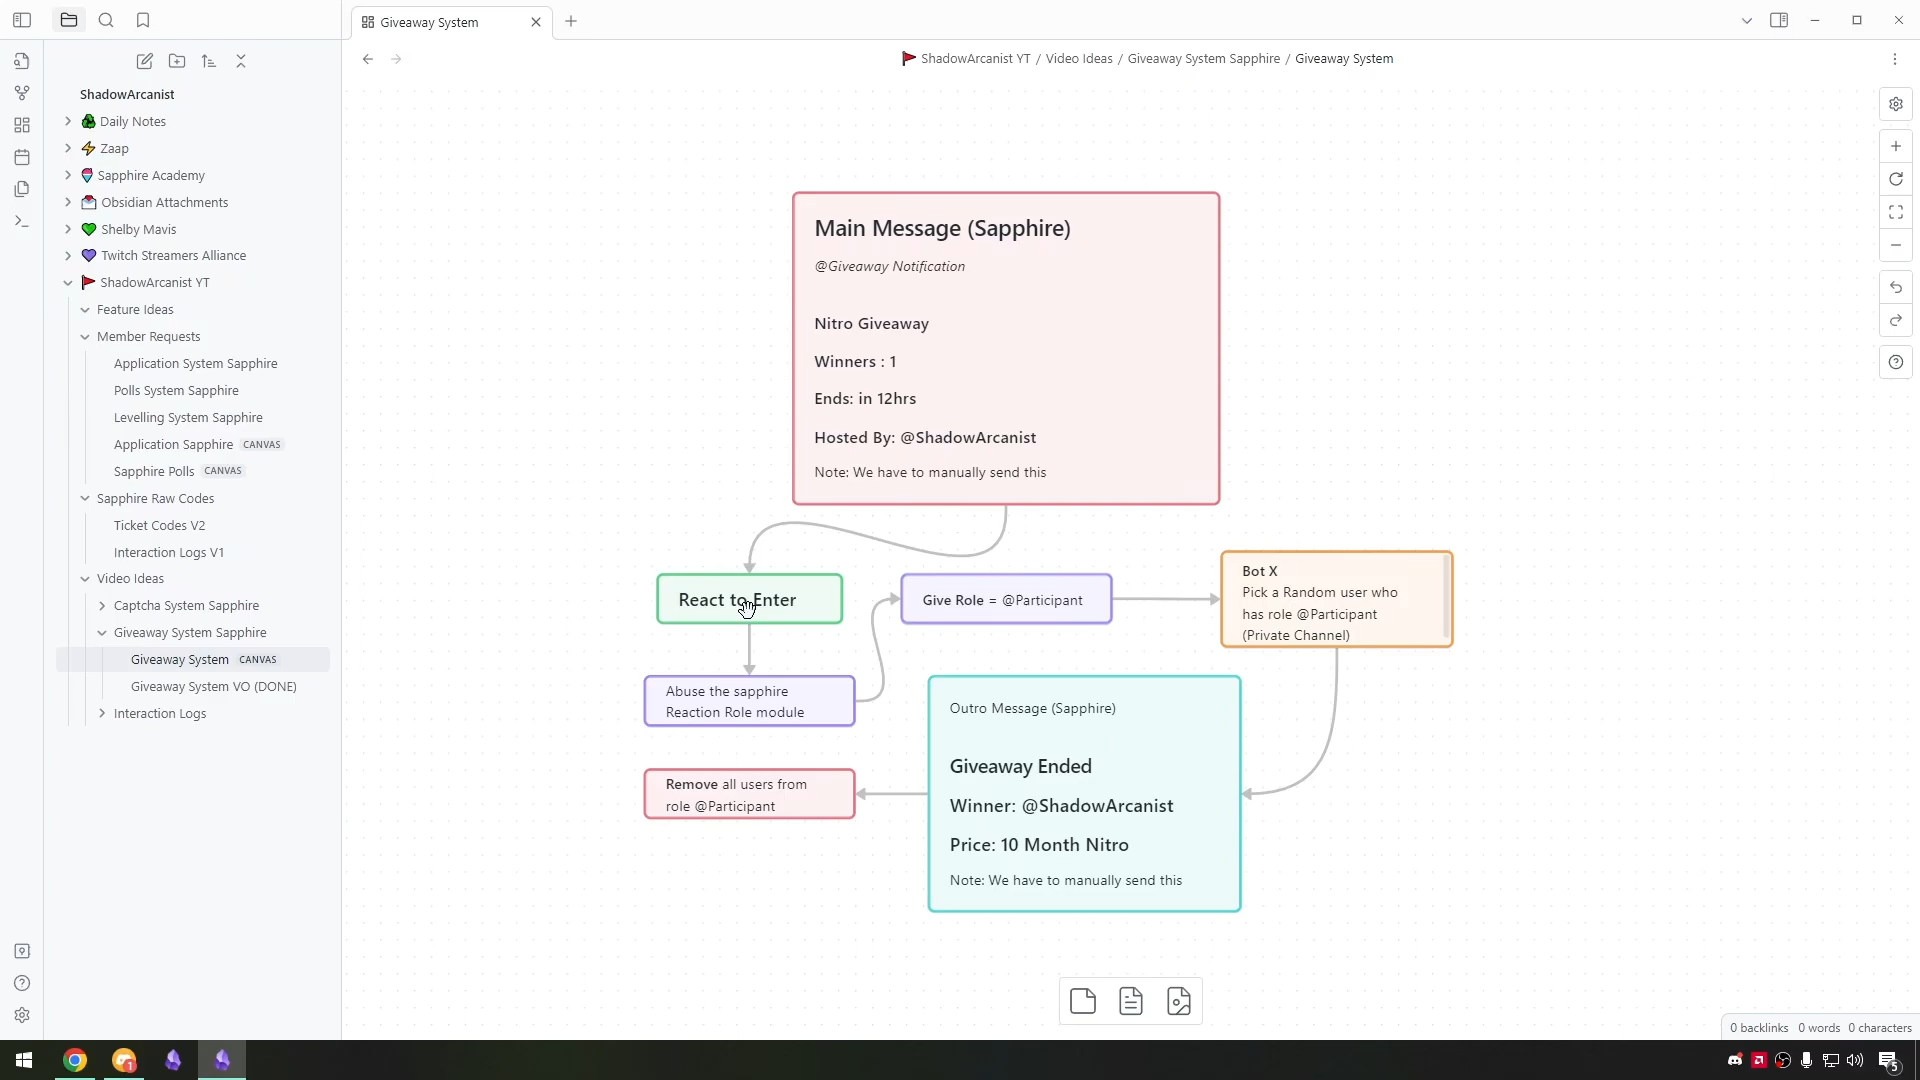 Giveaway System
ShadowArcanist YT / Video Ideas / Giveaway System Sapphire / Giveaway System
ShadowArcanist
Daily Notes
Zaap
Sapphire Academy
Obsidian Attachments
Shelby Mavis
Twitch Streamers Alliance
ShadowArcanist YT
Feature Ideas
Member Requests
Application System Sapphire
Polls System Sapphire
Levelling System Sapphire
Application Sapphire CANVAS
Sapphire Polls CANVAS
Sapphire Raw Codes
Ticket Codes V2
Interaction Logs V1
Video Ideas
Captcha System Sapphire
Giveaway System Sapphire
Giveaway System CANVAS
Giveaway System VO (DONE)
Interaction Logs
Main Message (Sapphire)
@Giveaway Notification
Nitro Giveaway
Winners : 1
Ends: in 12hrs
Hosted By: @ShadowArcanist
Note: We have to manually send this
React to Enter
Give Role = @Participant
Bot X
Pick a Random user who
has role @Participant
(Private Channel)
Abuse the sapphire
Reaction Role module
Outro Message (Sapphire)
Giveaway Ended
Winner: @ShadowArcanist
Price: 10 Month Nitro
Note: We have to manually send this
Remove all users from
role @Participant
0 backlinks 0 words 0 characters
1
5